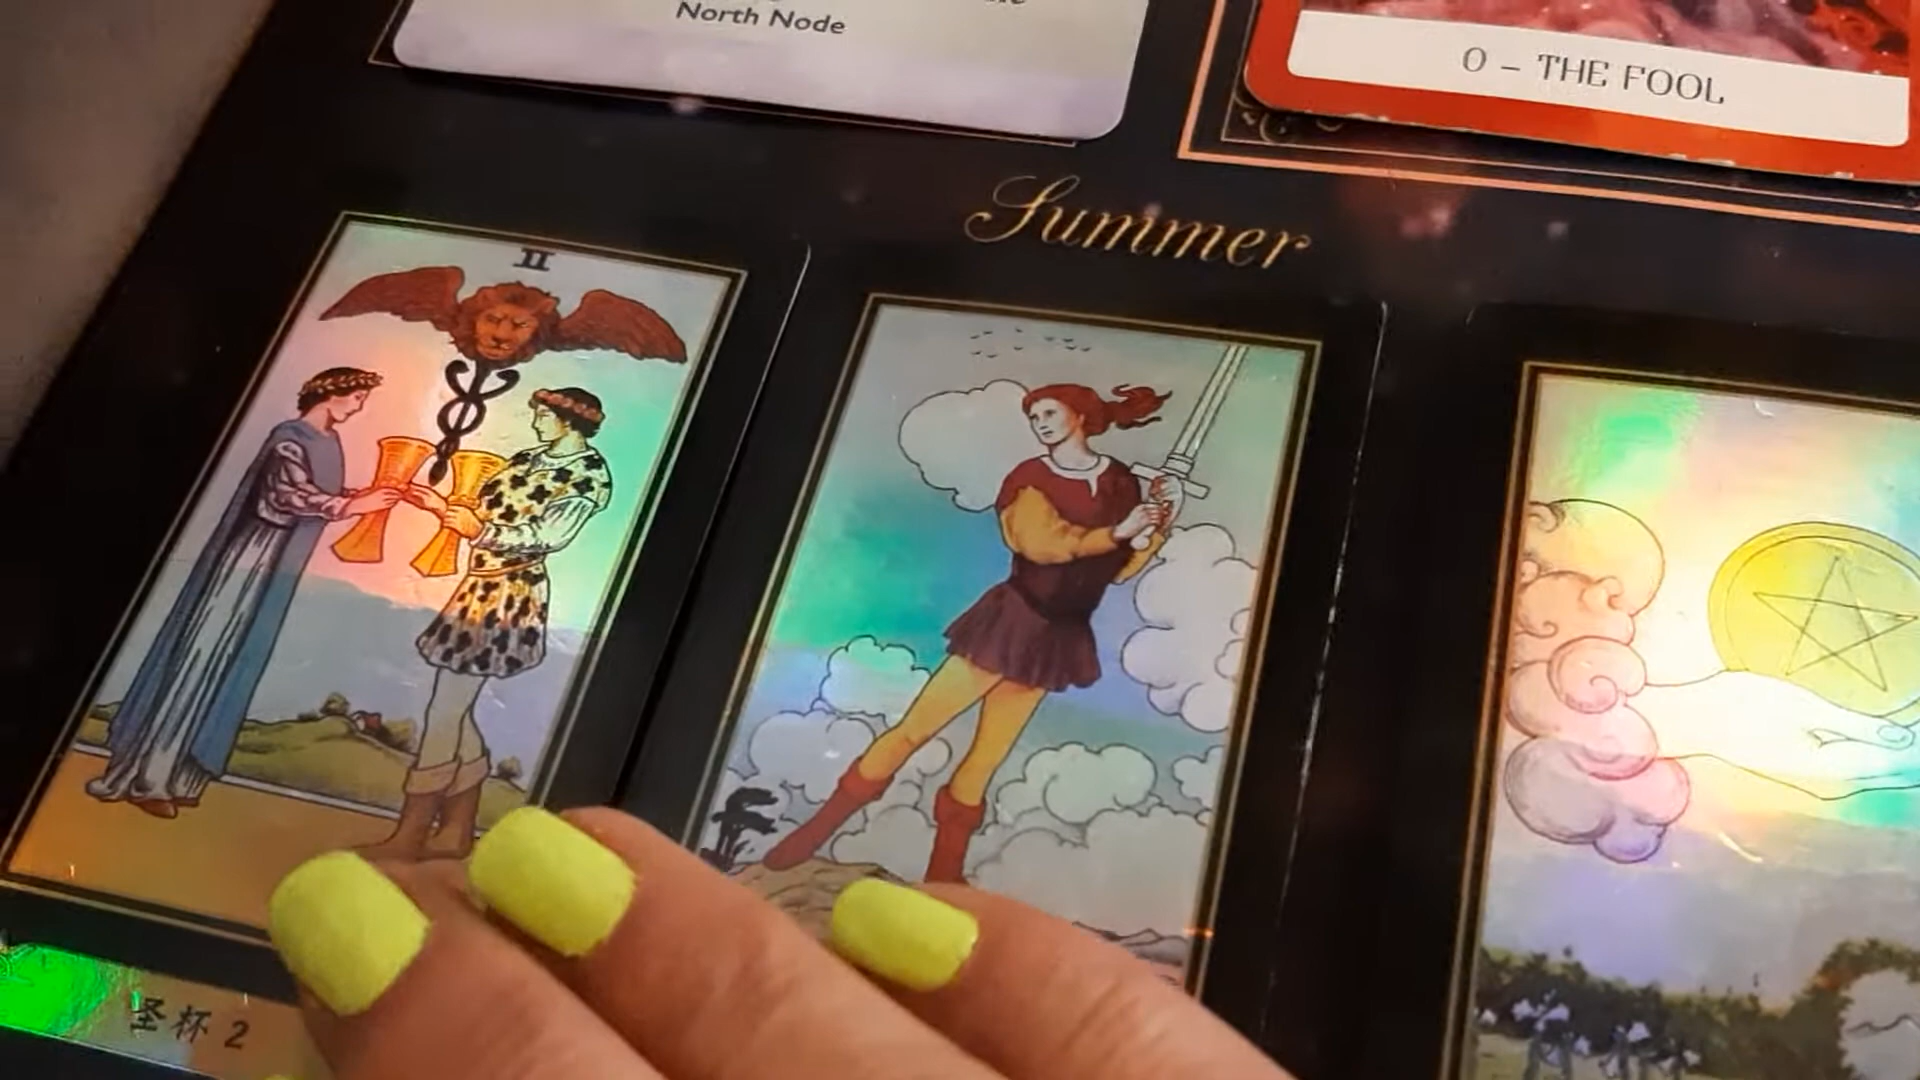 North Node
0 – THE FOOL
Summer
II
圣杯 2